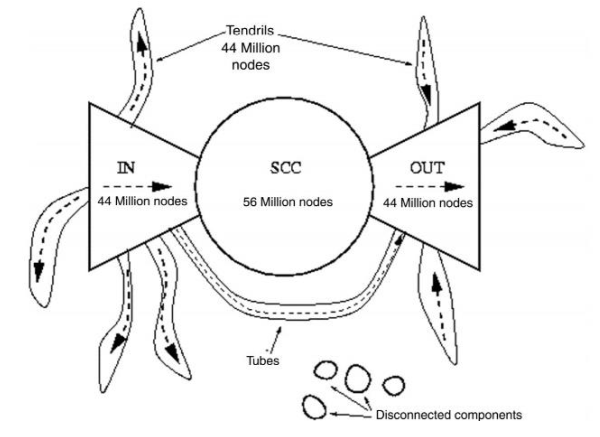 Tendrils
44 Million
nodes
IN
44 Million nodes
SCC
56 Million nodes
OUT
44 Million nodes
Tubes
Disconnected components